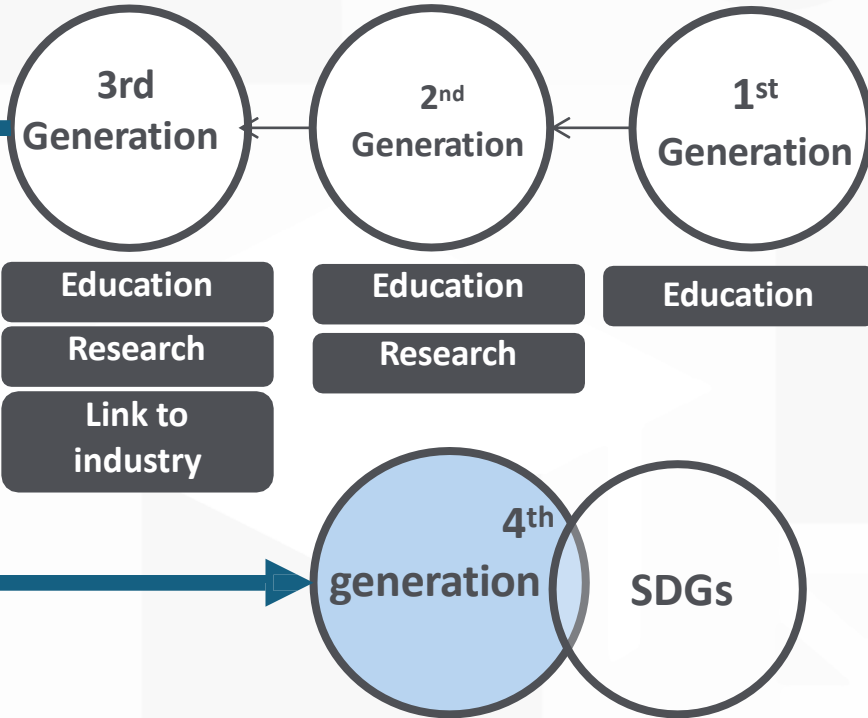 3rd
Generation
2nd
Generation
1st
Generation
Education
Research
Link to
industry
Education
Research
Education
4th
generation
SDGs